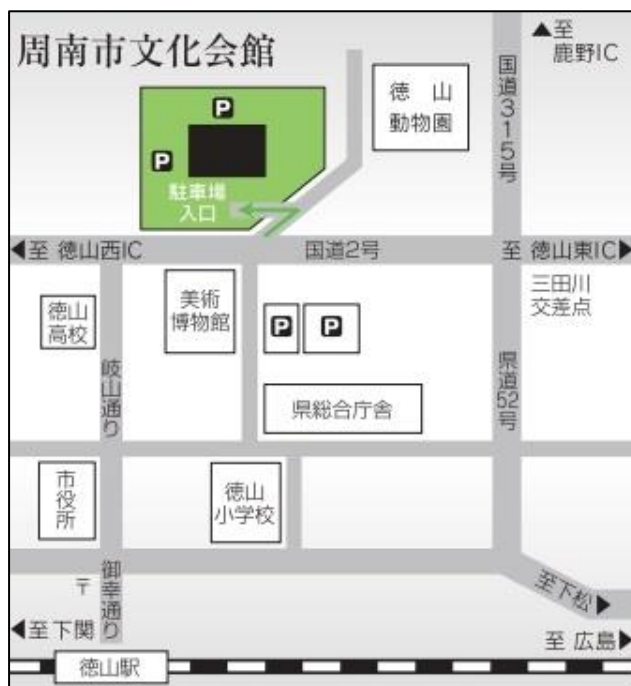 周南市文化会館
▲至
鹿野IC
国道315号
徳山
動物園
P
P
駐車場
入口
◀至 徳山西IC
国道2号
至 徳山東IC▶
三田川
交差点
徳山
高校
美術
博物館
P
P
岐山通り
県道52号
県総合庁舎
市役所
徳山
小学校
〒
御幸通り
至下松▶
◀至下関
至 広島▶
徳山駅